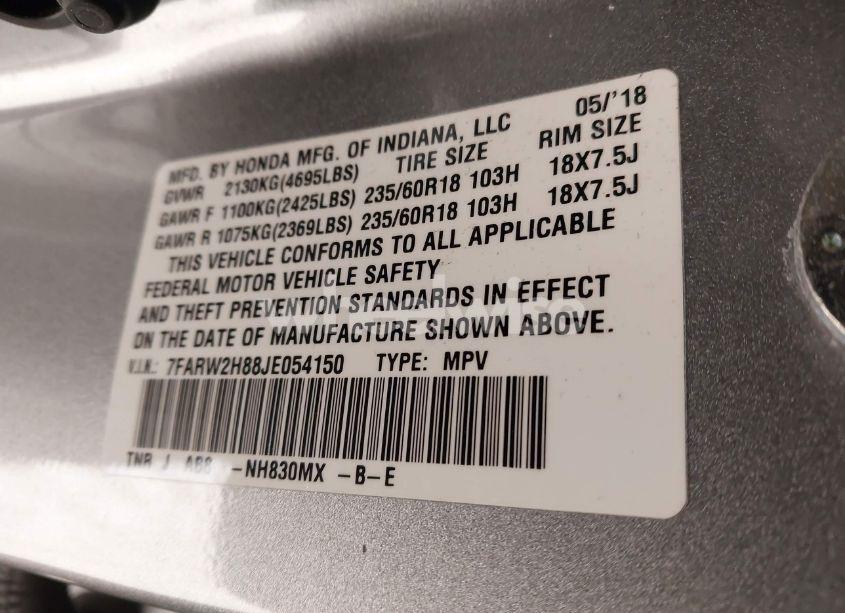 MFD. BY HONDA MFG. OF INDIANA, LLC 05/'18
GVWR 2130KG(4695LBS) TIRE SIZE RIM SIZE
GAWR F 1100KG(2425LBS) 235/60R18 103H 18X7.5J
GAWR R 1075KG(2369LBS) 235/60R18 103H 18X7.5J
THIS VEHICLE CONFORMS TO ALL APPLICABLE
FEDERAL MOTOR VEHICLE SAFETY
AND THEFT PREVENTION STANDARDS IN EFFECT
ON THE DATE OF MANUFACTURE SHOWN ABOVE.
V.I.N.: 7FARW2H88JE054150 TYPE: MPV
TNB J AB8 -NH830MX -B-E